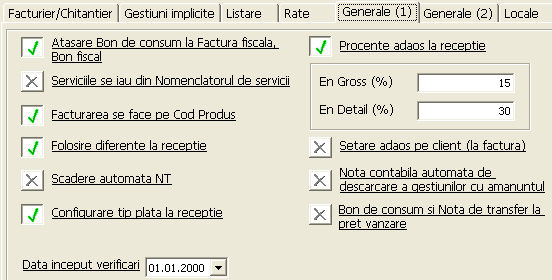 Facturier/Chitantier Gestiuni implicite Listare Rate Generale (1) Generale (2) Locale
Atasare Bon de consum la Factura fiscala,
Bon fiscal
Serviciile se iau din Nomenclatorul de servicii
Facturarea se face pe Cod Produs
Folosire diferente la receptie
Scadere automata NT
Configurare tip plata la receptie
Data inceput verificari 01.01.2000
Procente adaos la receptie
En Gross (%) 15
En Detail (%) 30
Setare adaos pe client (la factura)
Nota contabila automata de
descarcare a gestiunilor cu amanuntul
Bon de consum si Nota de transfer la
pret vanzare